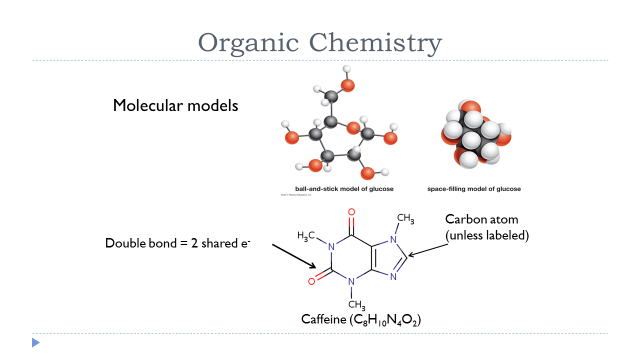 Organic Chemistry
Molecular models
ball-and-stick model of glucose
space-filling model of glucose
Carbon atom
(unless labeled)
Double bond = 2 shared e-
O
CH₃
H₃C
N
N
O
N
N
CH₃
Caffeine (C₈H₁₀N₄O₂)